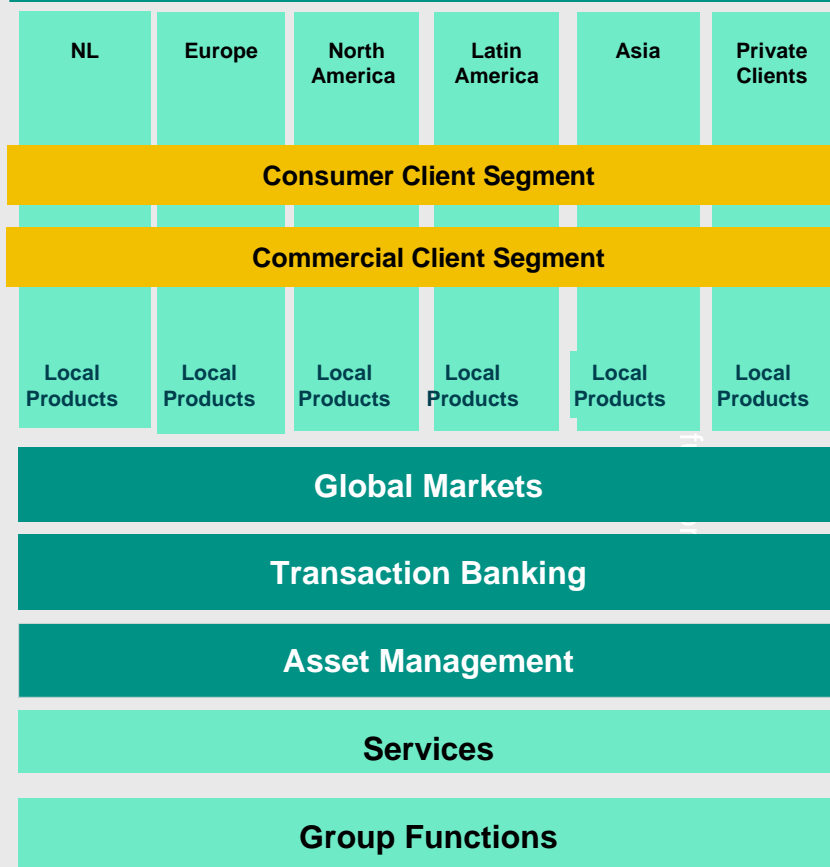 NL
Europe
North
America
Latin
America
Asia
Private
Clients
Consumer Client Segment
Commercial Client Segment
Local
Products
Local
Products
Local
Products
Local
Products
Local
Products
Local
Products
Global Markets
Transaction Banking
Asset Management
Services
Group Functions